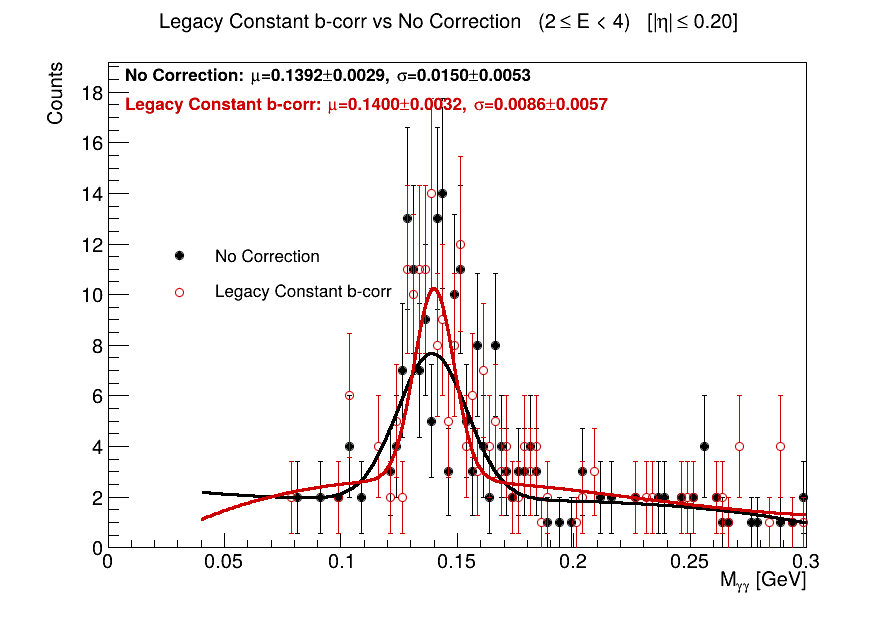 Legacy Constant b-corr vs No Correction (2 ≤ E < 4) [|η| ≤ 0.20]
Counts
No Correction: μ=0.1392±0.0029, σ=0.0150±0.0053
Legacy Constant b-corr: μ=0.1400±0.0032, σ=0.0086±0.0057
No Correction
Legacy Constant b-corr
18
16
14
12
10
8
6
4
2
0
0 0.05 0.1 0.15 0.2 0.25 0.3
Mγγ [GeV]